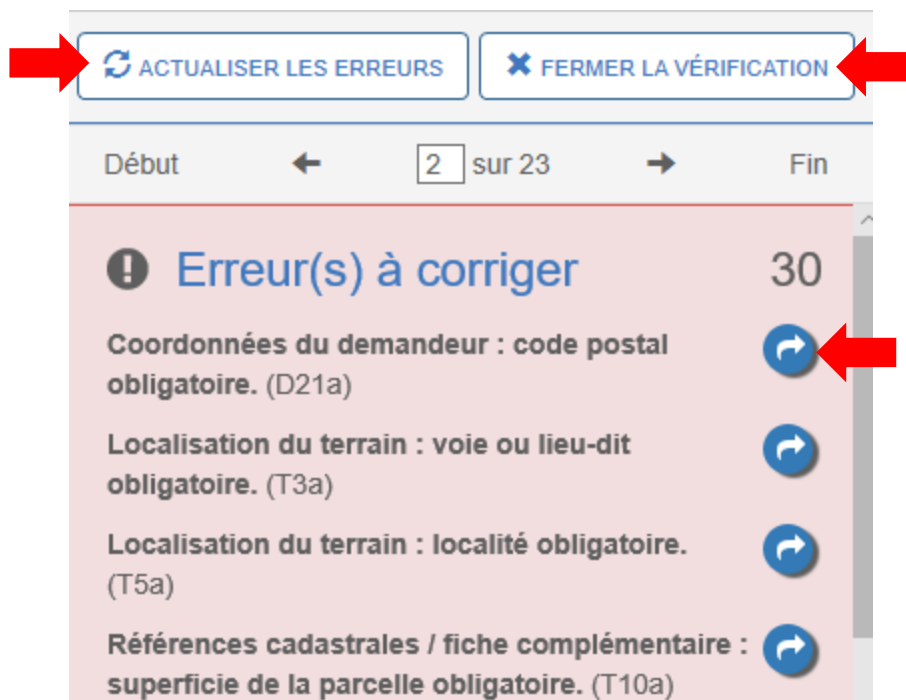 ACTUALISER LES ERREURS FERMER LA VÉRIFICATION
Début 2 sur 23 Fin
Erreur(s) à corriger 30
Coordonnées du demandeur : code postal
obligatoire. (D21a)
Localisation du terrain : voie ou lieu-dit
obligatoire. (T3a)
Localisation du terrain : localité obligatoire.
(T5a)
Références cadastrales / fiche complémentaire :
superficie de la parcelle obligatoire. (T10a)